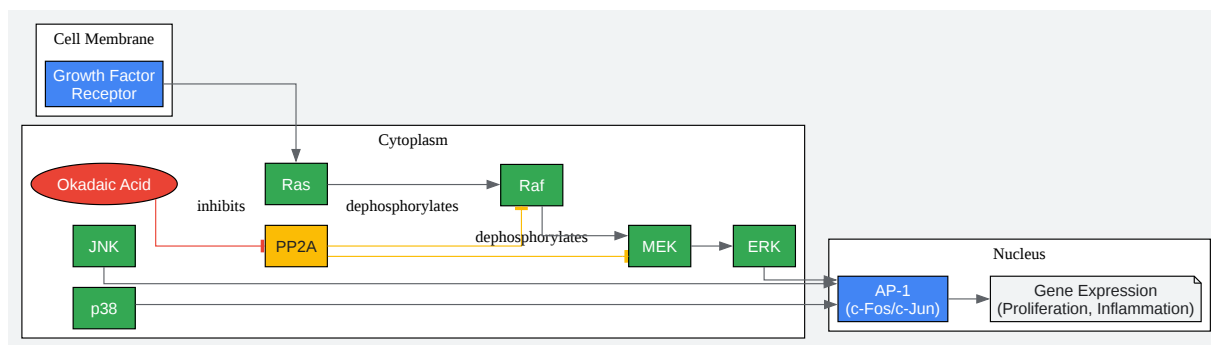 Cell Membrane
Growth Factor
Receptor
Cytoplasm
Okadaic Acid
inhibits
Ras
dephosphorylates
Raf
JNK
PP2A
dephosphorylates
MEK
ERK
p38
Nucleus
AP-1
(c-Fos/c-Jun)
Gene Expression
(Proliferation, Inflammation)